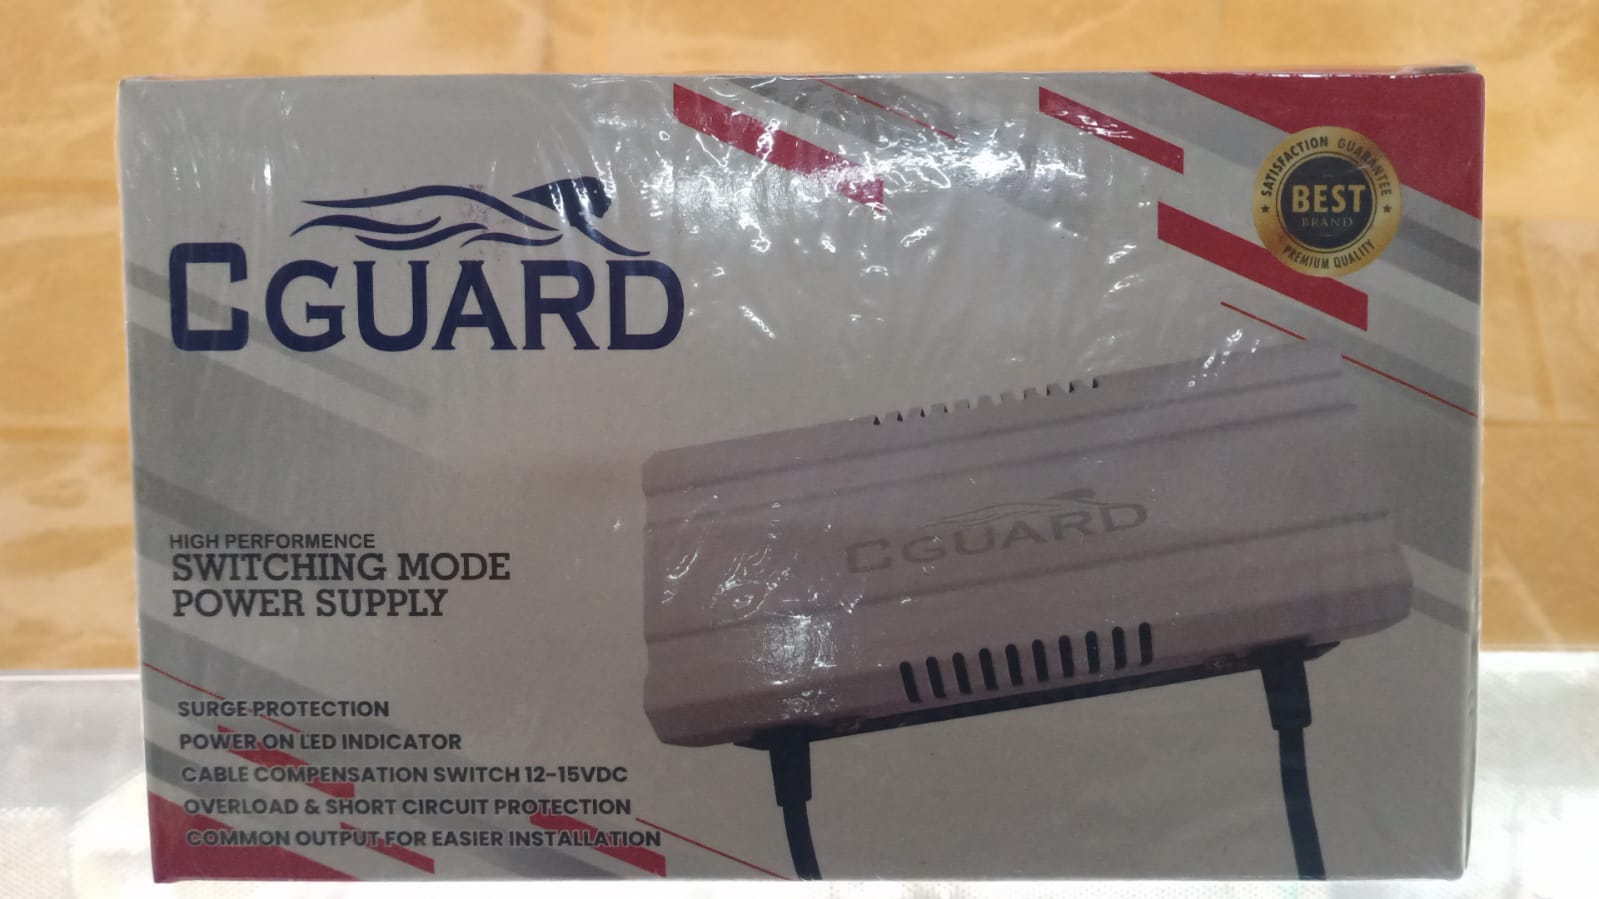 SATISFACTION GUARANTEE
BEST
BRAND
PREMIUM QUALITY
CGUARD
CGUARD
HIGH PERFORMENCE
SWITCHING MODE
POWER SUPPLY
SURGE PROTECTION
POWER ON LED INDICATOR
CABLE COMPENSATION SWITCH 12-15VDC
OVERLOAD & SHORT CIRCUIT PROTECTION
COMMON OUTPUT FOR EASIER INSTALLATION